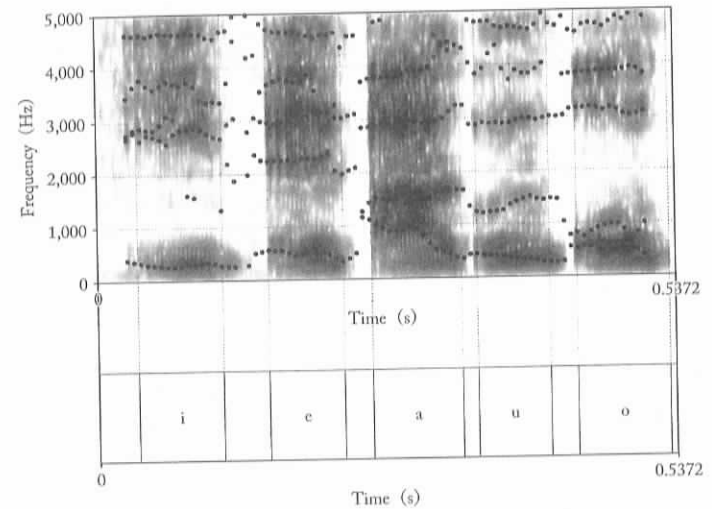 5,000
4,000
3,000
2,000
1,000
0
Frequency (Hz)
0
0.5372
Time (s)
i
e
a
u
o
0
0.5372
Time (s)